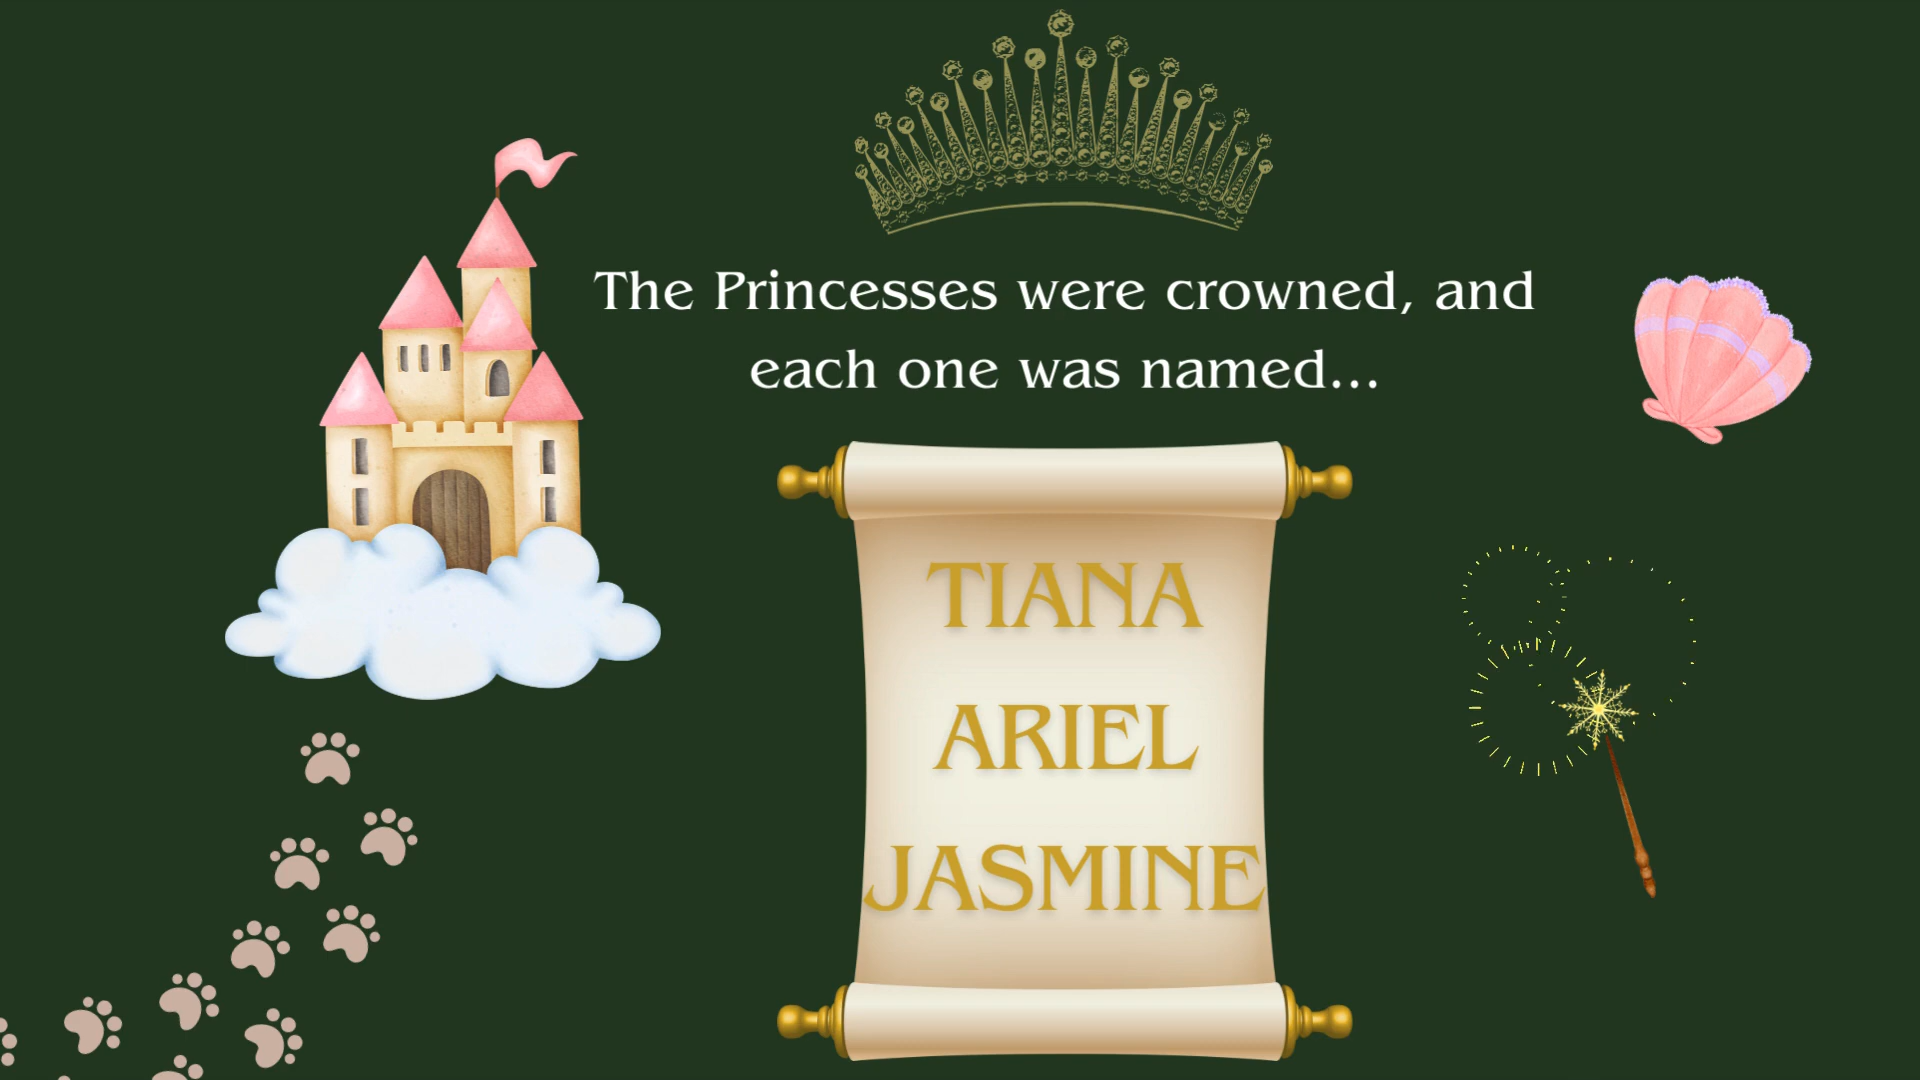 The Princesses were crowned, and
each one was named...
TIANA
ARIEL
JASMINE